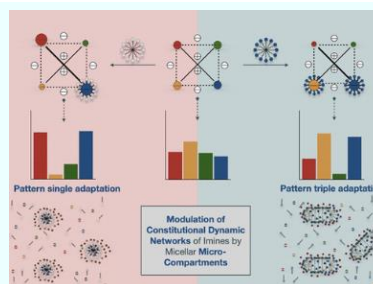 Pattern single adaptation
Pattern triple adaptation
Modulation of
Constitutional Dynamic
Networks of Imines by
Micellar Micro-
Compartments